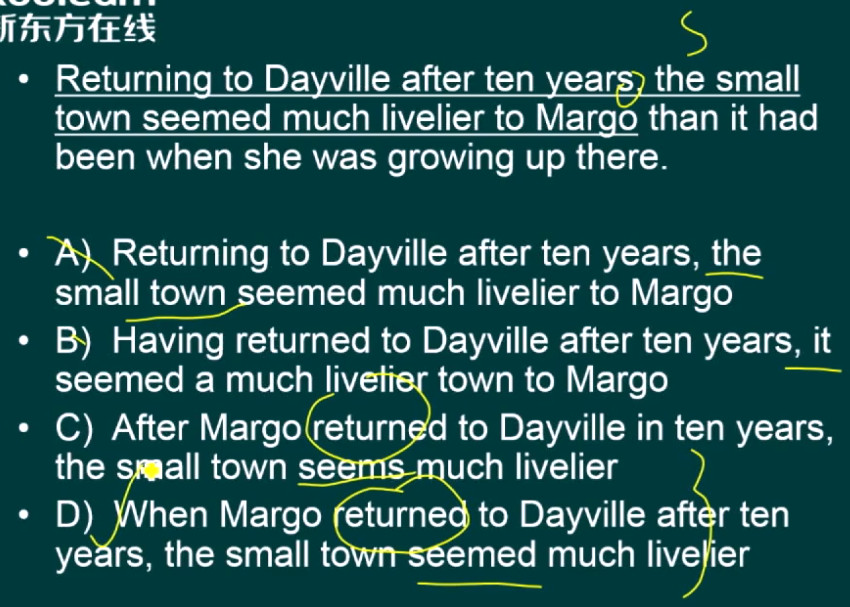 新东方在线
• Returning to Dayville after ten years, the small
town seemed much livelier to Margo than it had
been when she was growing up there.
• A) Returning to Dayville after ten years, the
small town seemed much livelier to Margo
• B) Having returned to Dayville after ten years, it
seemed a much livelier town to Margo
• C) After Margo returned to Dayville in ten years,
the small town seems much livelier
• D) When Margo returned to Dayville after ten
years, the small town seemed much livelier
S